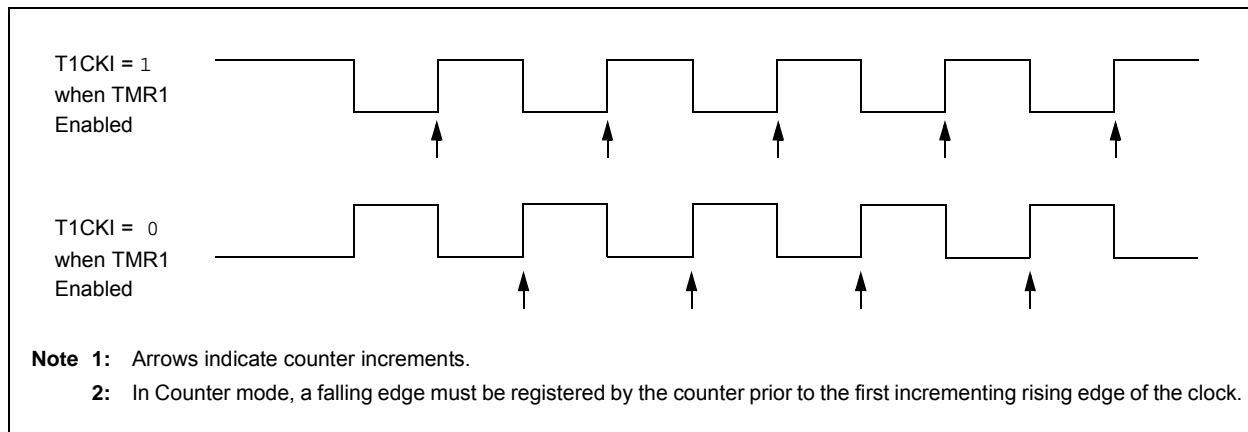 T1CKI = 1
when TMR1
Enabled
T1CKI = 0
when TMR1
Enabled
Note 1: Arrows indicate counter increments.
2: In Counter mode, a falling edge must be registered by the counter prior to the first incrementing rising edge of the clock.